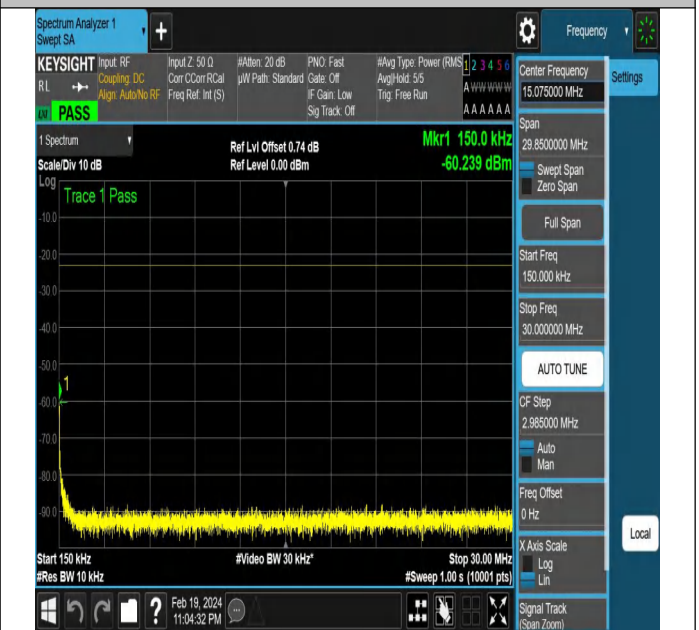 Spectrum Analyzer 1
Swept SA
+
Frequency
KEYSIGHT
RL
PASS
Input: RF
Coupling: DC
Align: Auto/No RF
Input Z: 50 Ω
Corr CCorr RCal
Freq Ref: Int (S)
#Atten: 20 dB
µW Path: Standard
PNO: Fast
Gate: Off
IF Gain: Low
Sig Track: Off
#Avg Type: Power (RMS
Avg|Hold: 5/5
Trig: Free Run
1 2 3 4 5 6
A W W W W W
A A A A A A
Center Frequency
15.075000 MHz
Settings
1 Spectrum
Scale/Div 10 dB
Ref Lvl Offset 0.74 dB
Ref Level 0.00 dBm
Mkr1 150.0 kHz
-60.239 dBm
Log
Trace 1 Pass
-10.0
-20.0
-30.0
-40.0
-50.0
-60.0
-70.0
-80.0
-90.0
1
Span
29.8500000 MHz
Swept Span
Zero Span
Full Span
Start Freq
150.000 kHz
Stop Freq
30.000000 MHz
AUTO TUNE
CF Step
2.985000 MHz
Auto
Man
Freq Offset
0 Hz
X Axis Scale
Log
Lin
Signal Track
(Span Zoom)
Local
Start 150 kHz
#Res BW 10 kHz
#Video BW 30 kHz*
Stop 30.00 MHz
#Sweep 1.00 s (10001 pts)
?
Feb 19, 2024
11:04:32 PM